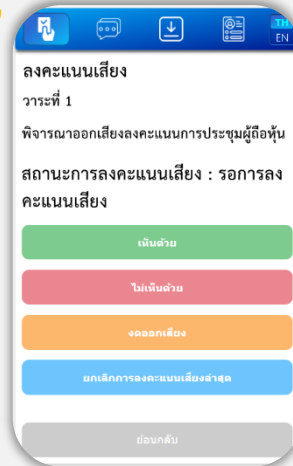 TH
EN
ลงคะแนนเสียง
วาระที่ 1
พิจารณาออกเสียงลงคะแนนการประชุมผู้ถือหุ้น
สถานะการลงคะแนนเสียง : รอการลง
คะแนนเสียง
เห็นด้วย
ไม่เห็นด้วย
งดออกเสียง
ยกเลิกการลงคะแนนเสียงล่าสุด
ย้อนกลับ